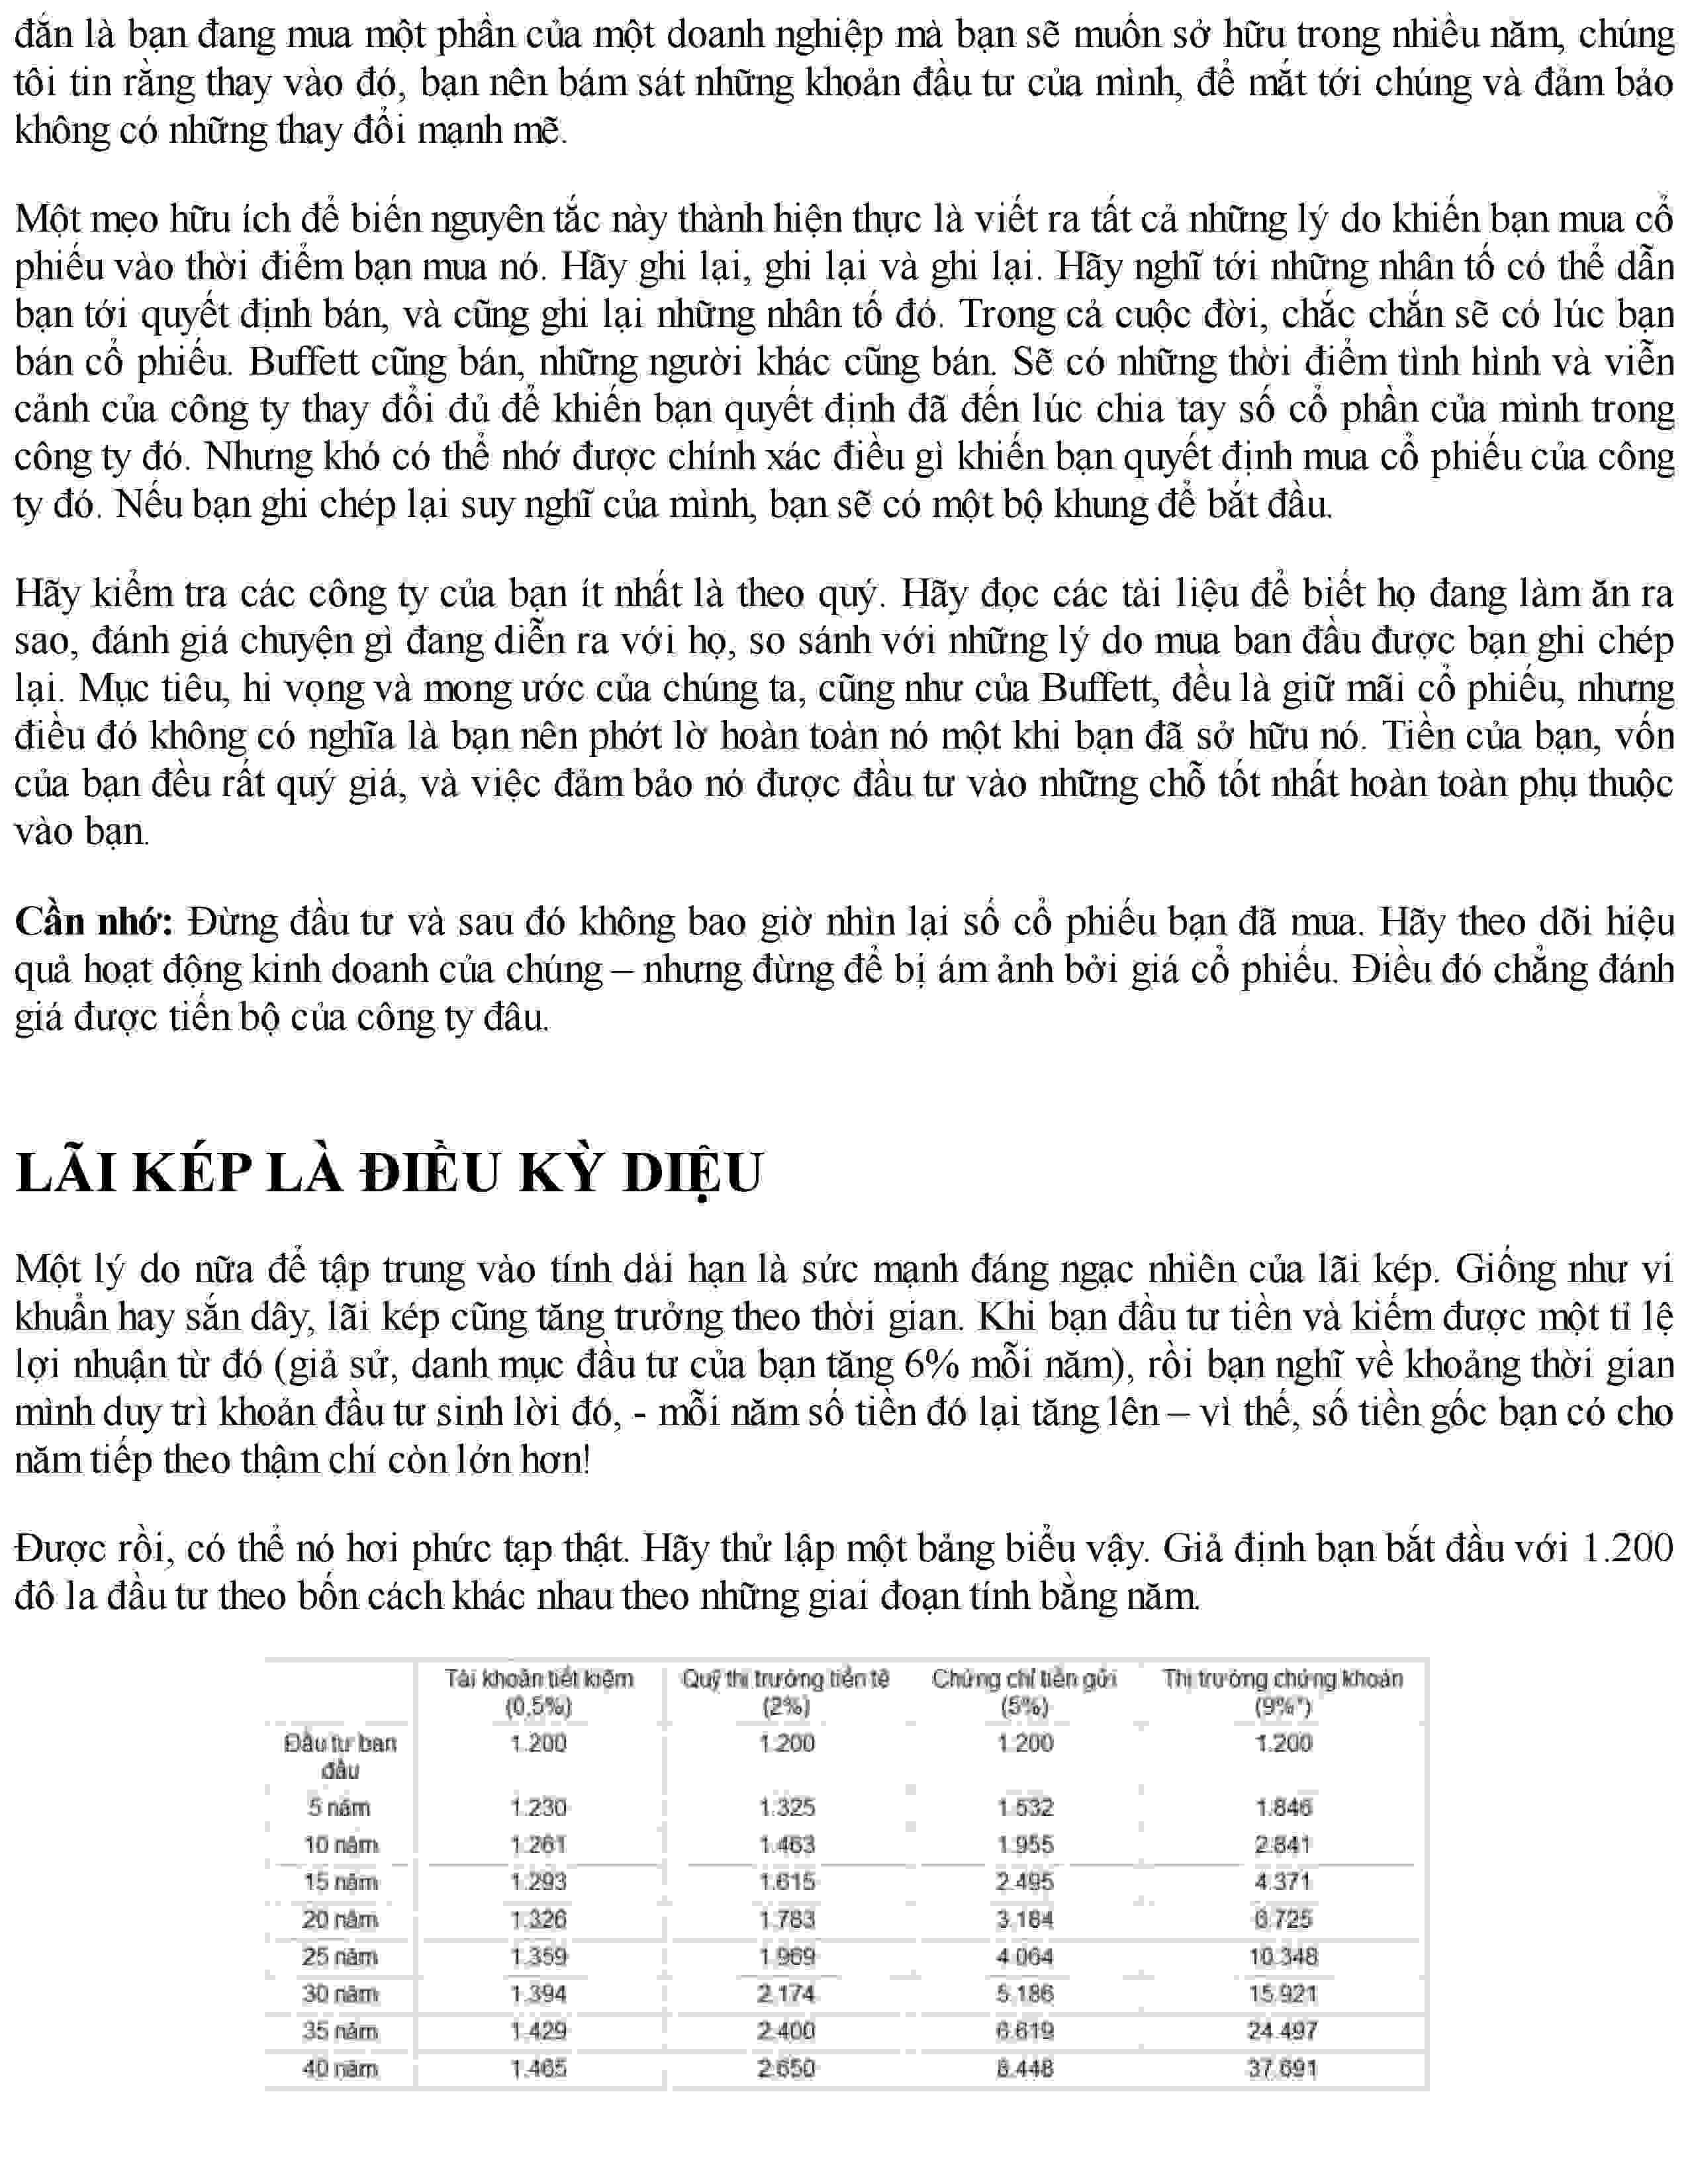 đắn là bạn đang mua một phần của một doanh nghiệp mà bạn sẽ muốn sở hữu trong nhiều năm, chúng
tôi tin rằng thay vào đó, bạn nên bám sát những khoản đầu tư của mình, để mắt tới chúng và đảm bảo
không có những thay đổi mạnh mẽ.
Một mẹo hữu ích để biến nguyên tắc này thành hiện thực là viết ra tất cả những lý do khiến bạn mua cổ
phiếu vào thời điểm bạn mua nó. Hãy ghi lại, ghi lại và ghi lại. Hãy nghĩ tới những nhân tố có thể dẫn
bạn tới quyết định bán, và cũng ghi lại những nhân tố đó. Trong cả cuộc đời, chắc chắn sẽ có lúc bạn
bán cổ phiếu. Buffett cũng bán, những người khác cũng bán. Sẽ có những thời điểm tình hình và viễn
cảnh của công ty thay đổi đủ để khiến bạn quyết định đã đến lúc chia tay số cổ phần của mình trong
công ty đó. Nhưng khó có thể nhớ được chính xác điều gì khiến bạn quyết định mua cổ phiếu của công
ty đó. Nếu bạn ghi chép lại suy nghĩ của mình, bạn sẽ có một bộ khung để bắt đầu.
Hãy kiểm tra các công ty của bạn ít nhất là theo quý. Hãy đọc các tài liệu để biết họ đang làm ăn ra
sao, đánh giá chuyện gì đang diễn ra với họ, so sánh với những lý do mua ban đầu được bạn ghi chép
lại. Mục tiêu, hi vọng và mong ước của chúng ta, cũng như của Buffett, đều là giữ mãi cổ phiếu, nhưng
điều đó không có nghĩa là bạn nên phớt lờ hoàn toàn nó một khi bạn đã sở hữu nó. Tiền của bạn, vốn
của bạn đều rất quý giá, và việc đảm bảo nó được đầu tư vào những chỗ tốt nhất hoàn toàn phụ thuộc
vào bạn.
Cần nhớ: Đừng đầu tư và sau đó không bao giờ nhìn lại số cổ phiếu bạn đã mua. Hãy theo dõi hiệu
quả hoạt động kinh doanh của chúng – nhưng đừng để bị ám ảnh bởi giá cổ phiếu. Điều đó chẳng đánh
giá được tiến bộ của công ty đâu.
LÃI KÉP LÀ ĐIỀU KỲ DIỆU
Một lý do nữa để tập trung vào tính dài hạn là sức mạnh đáng ngạc nhiên của lãi kép. Giống như vi
khuẩn hay sắn dây, lãi kép cũng tăng trưởng theo thời gian. Khi bạn đầu tư tiền và kiếm được một tỉ lệ
lợi nhuận từ đó (giả sử, danh mục đầu tư của bạn tăng 6% mỗi năm), rồi bạn nghĩ về khoảng thời gian
mình duy trì khoản đầu tư sinh lời đó, - mỗi năm số tiền đó lại tăng lên – vì thế, số tiền gốc bạn có cho
năm tiếp theo thậm chí còn lớn hơn!
Được rồi, có thể nó hơi phức tạp thật. Hãy thử lập một bảng biểu vậy. Giả định bạn bắt đầu với 1.200
đô la đầu tư theo bốn cách khác nhau theo những giai đoạn tính bằng năm.
Tài khoản tiết kiệm Quỹ thị trường tiền tệ Chứng chỉ tiền gửi Thị trường chứng khoán
(0,5%) (2%) (5%) (9%*)
Đầu tư ban 1.200 1.200 1.200 1.200
đầu
5 năm 1.230 1.325 1.532 1.846
10 năm 1.261 1.463 1.955 2.841
15 năm 1.293 1.615 2.495 4.371
20 năm 1.326 1.783 3.184 6.725
25 năm 1.359 1.969 4.064 10.348
30 năm 1.394 2.174 5.186 15.921
35 năm 1.429 2.400 6.619 24.497
40 năm 1.465 2.650 8.448 37.691